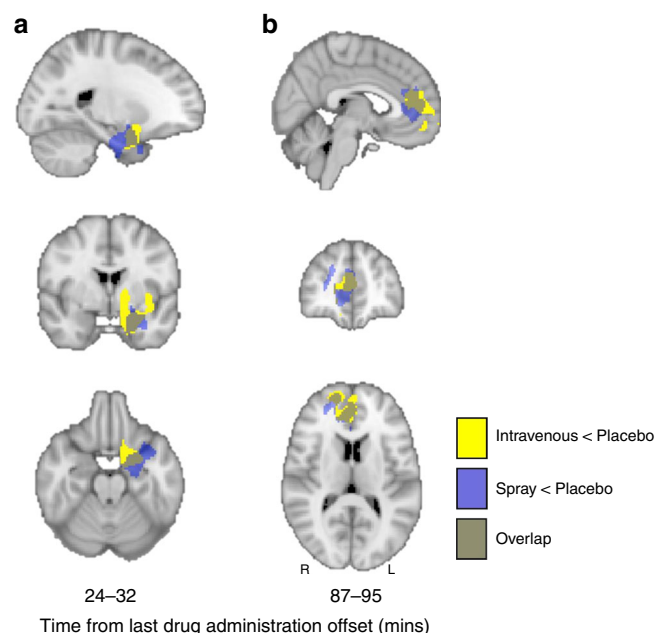 a
b
Intravenous < Placebo
Spray < Placebo
Overlap
R
L
24–32
87–95
Time from last drug administration offset (mins)